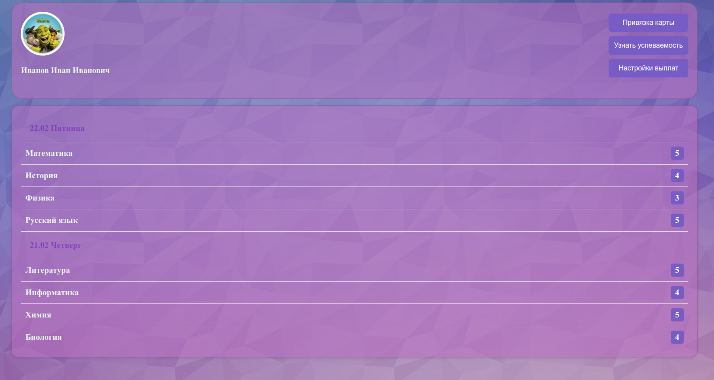 Привязка карты
Узнать успеваемость
Настройки выплат
Иванов Иван Иванович
22.02 Пятница
Математика 5
История 4
Физика 3
Русский язык 5
21.02 Четверг
Литература 5
Информатика 4
Химия 5
Биология 4